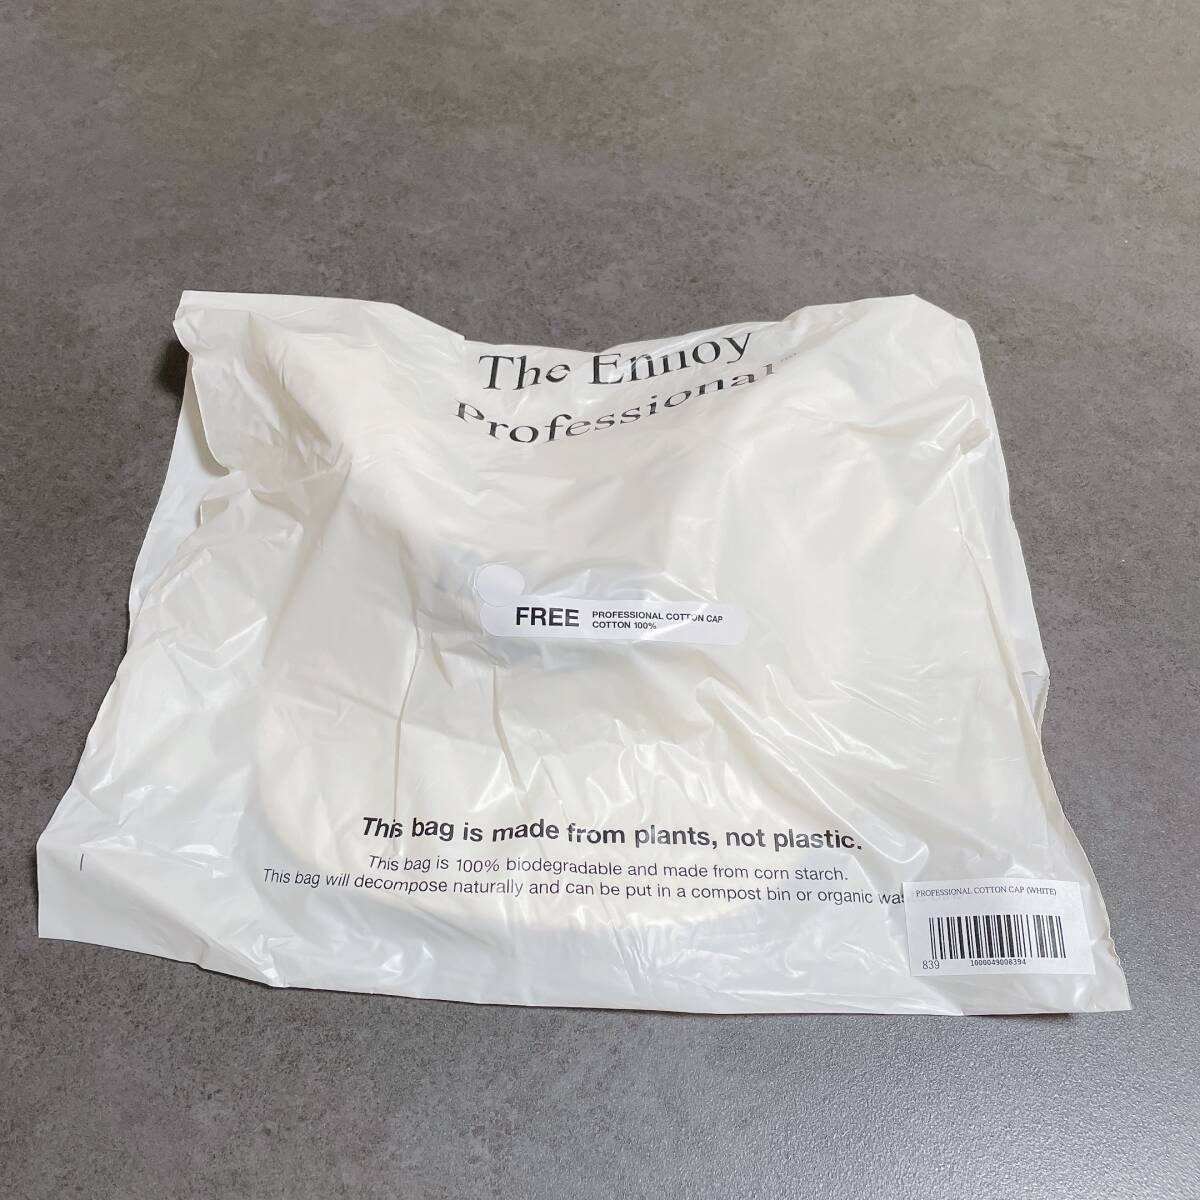 The Ennoy
Professional™
FREE
PROFESSIONAL COTTON CAP
COTTON 100%
This bag is made from plants, not plastic.
This bag is 100% biodegradable and made from corn starch.
This bag will decompose naturally and can be put in a compost bin or organic
PROFESSIONAL COTTON CAP (WHITE)
839
1000049008394